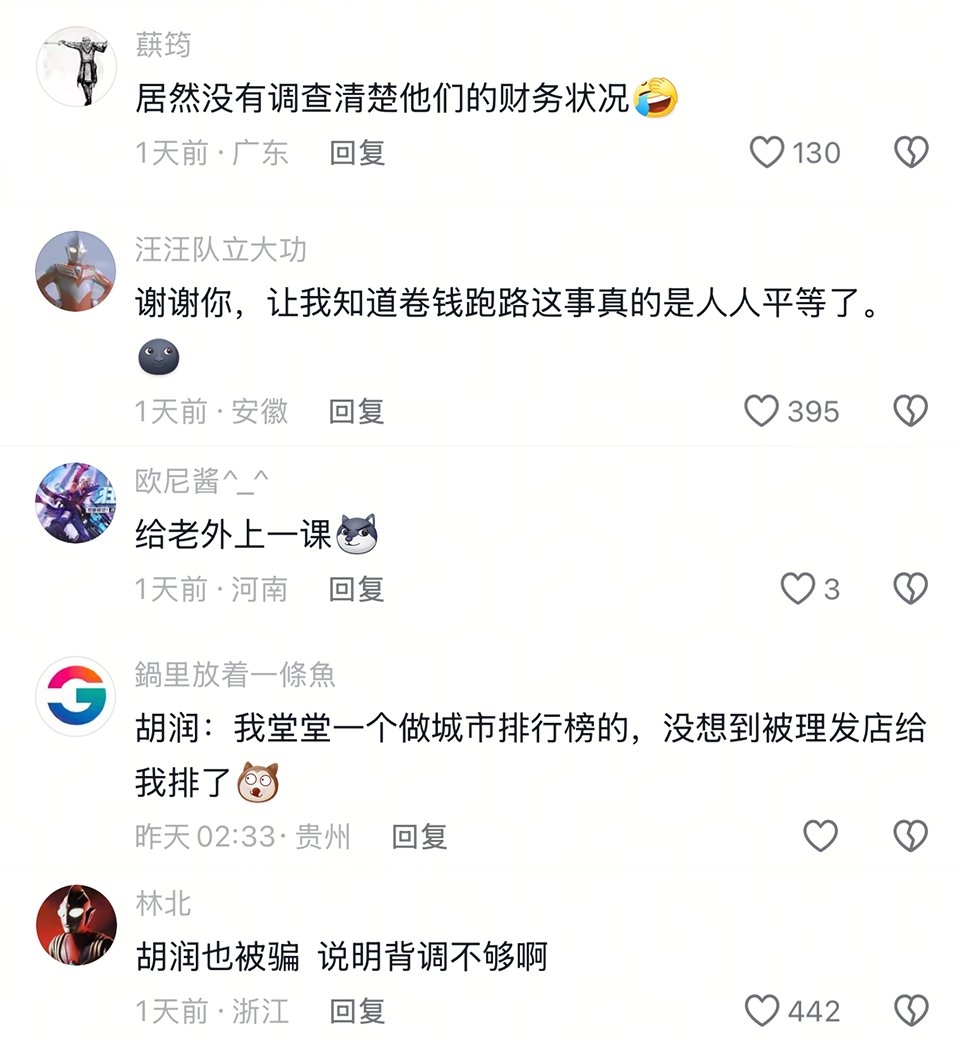 蕻筠
居然没有调查清楚他们的财务状况
1天前 · 广东 回复 130
汪汪队立大功
谢谢你，让我知道卷钱跑路这事真的是人人平等了。
1天前 · 安徽 回复 395
欧尼酱^_^
给老外上一课
1天前 · 河南 回复 3
鍋里放着一條魚
胡润：我堂堂一个做城市排行榜的，没想到被理发店给
我排了
昨天 02:33 · 贵州 回复
林北
胡润也被骗 说明背调不够啊
1天前 · 浙江 回复 442